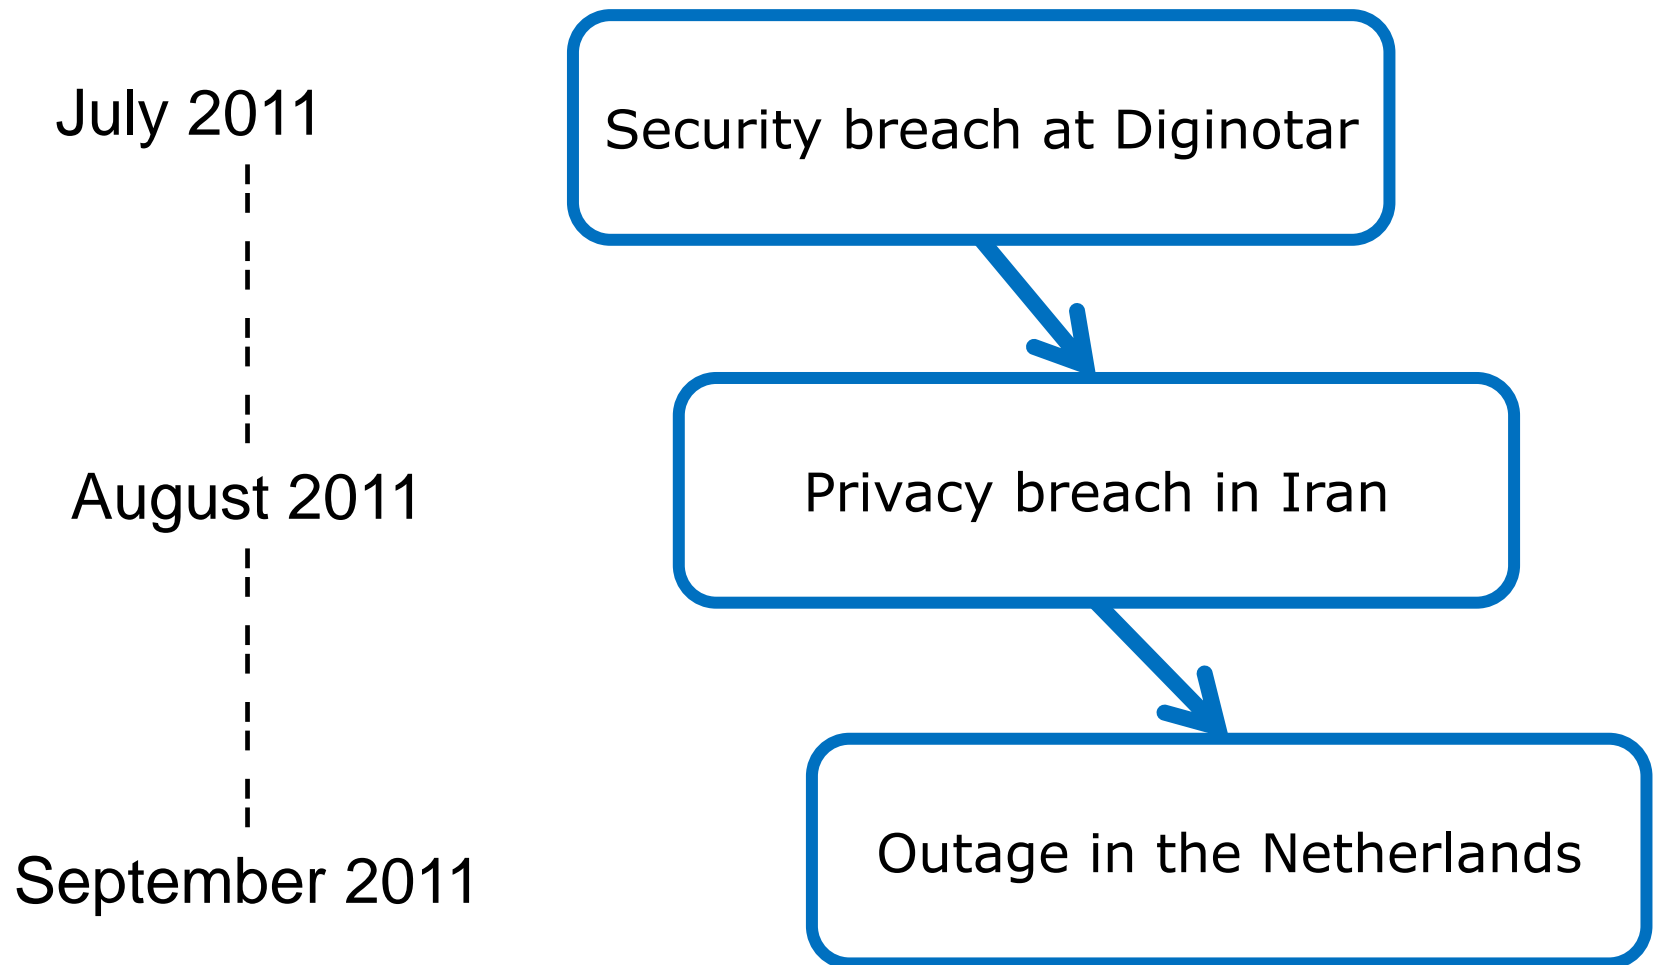 July 2011
Security breach at Diginotar
August 2011
Privacy breach in Iran
September 2011
Outage in the Netherlands